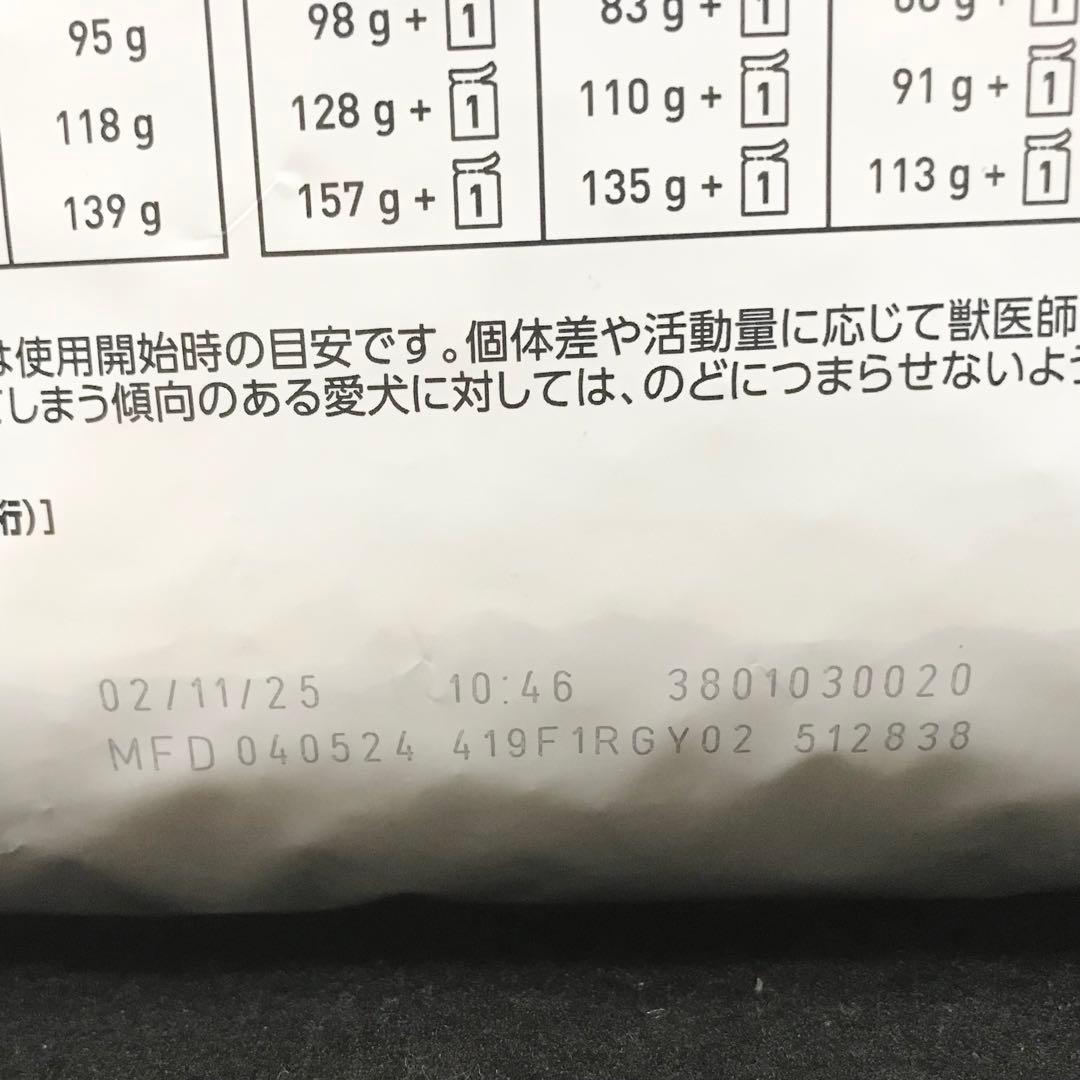 95 g 98 g + 1 83 g + 1
118 g 128 g + 1 110 g + 1 91 g + 1
139 g 157 g + 1 135 g + 1 113 g + 1
は使用開始時の目安です。個体差や活動量に応じて獣医師
てしまう傾向のある愛犬に対しては、のどにつまらせないよう
桁)]
02/11/25 10:46 3801030020
MFD 040524 419F1RGY02 512838